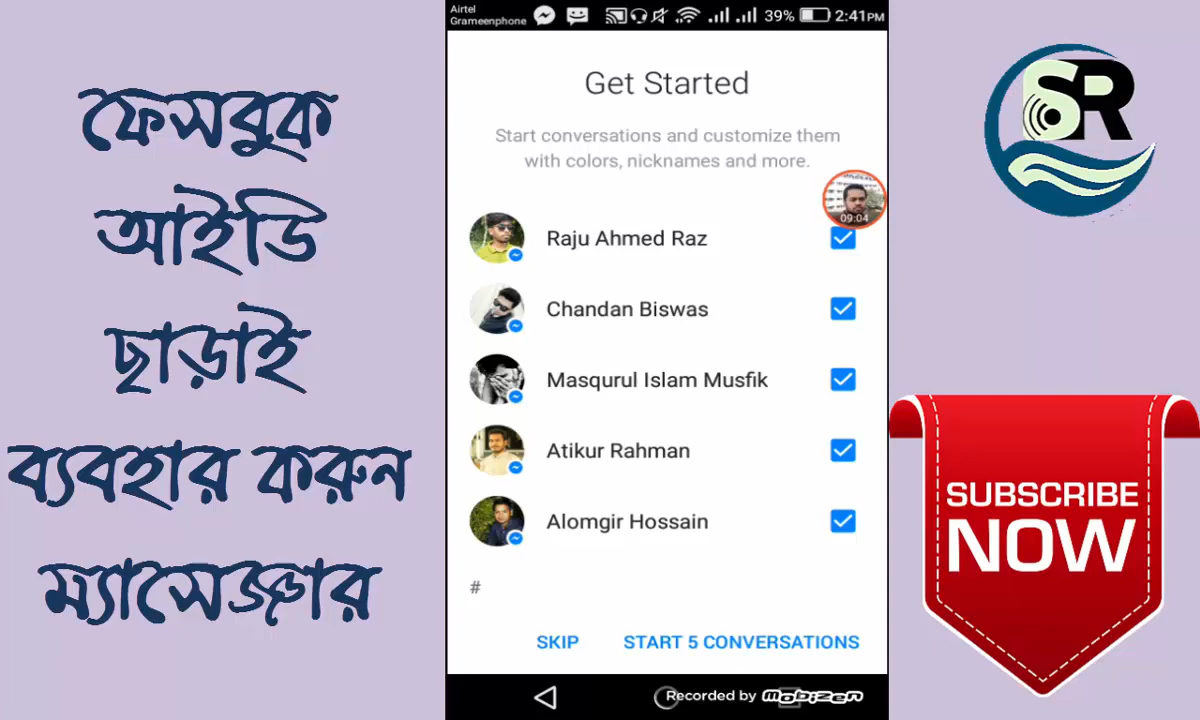 ফেসবুক
আইডি
ছাড়াই
ব্যবহার করুন
ম্যাসেঞ্জার
Airtel
Grameenphone
39%
2:41PM
Get Started
Start conversations and customize them
with colors, nicknames and more.
09:04
Raju Ahmed Raz
Chandan Biswas
Masqurul Islam Musfik
Atikur Rahman
Alomgir Hossain
#
SKIP
START 5 CONVERSATIONS
Recorded by mobizen
SR
SUBSCRIBE
NOW